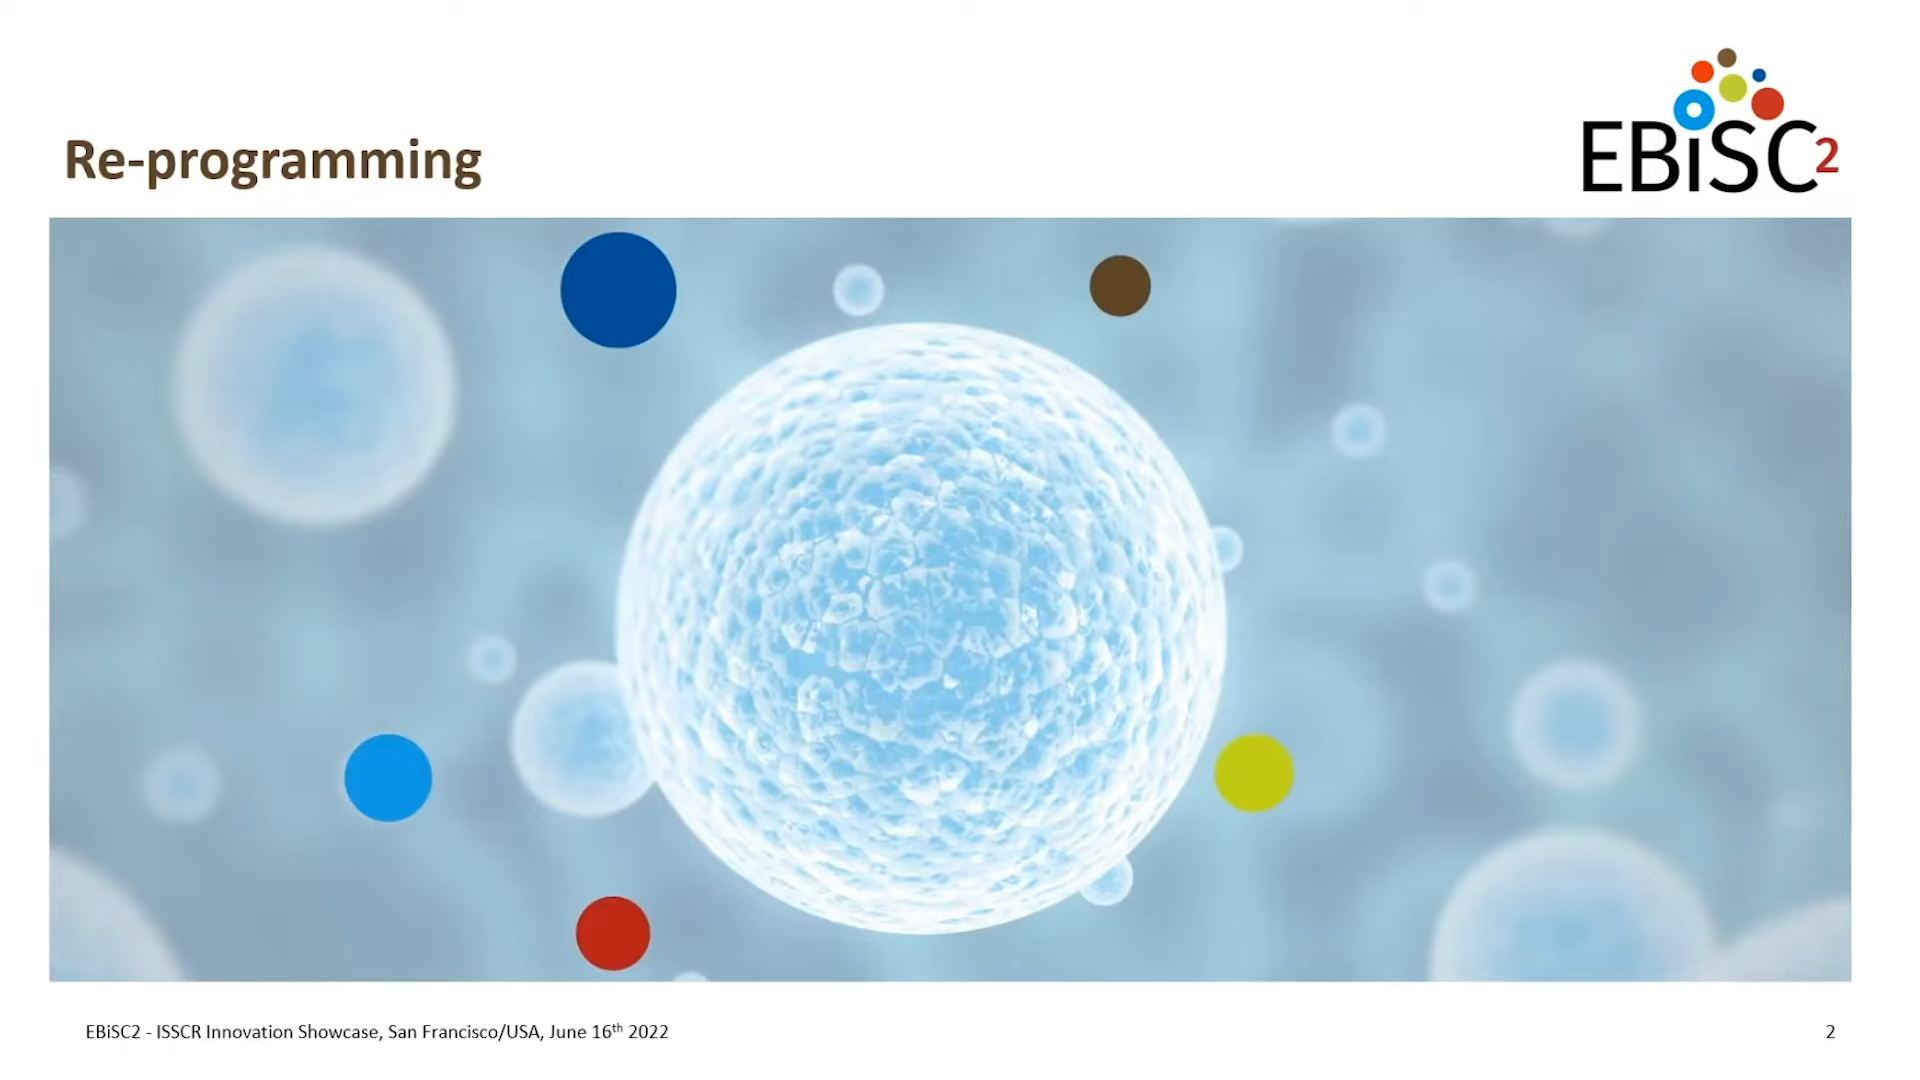 Re-programming
EBiSC2
EBiSC2 - ISSCR Innovation Showcase, San Francisco/USA, June 16th 2022
2